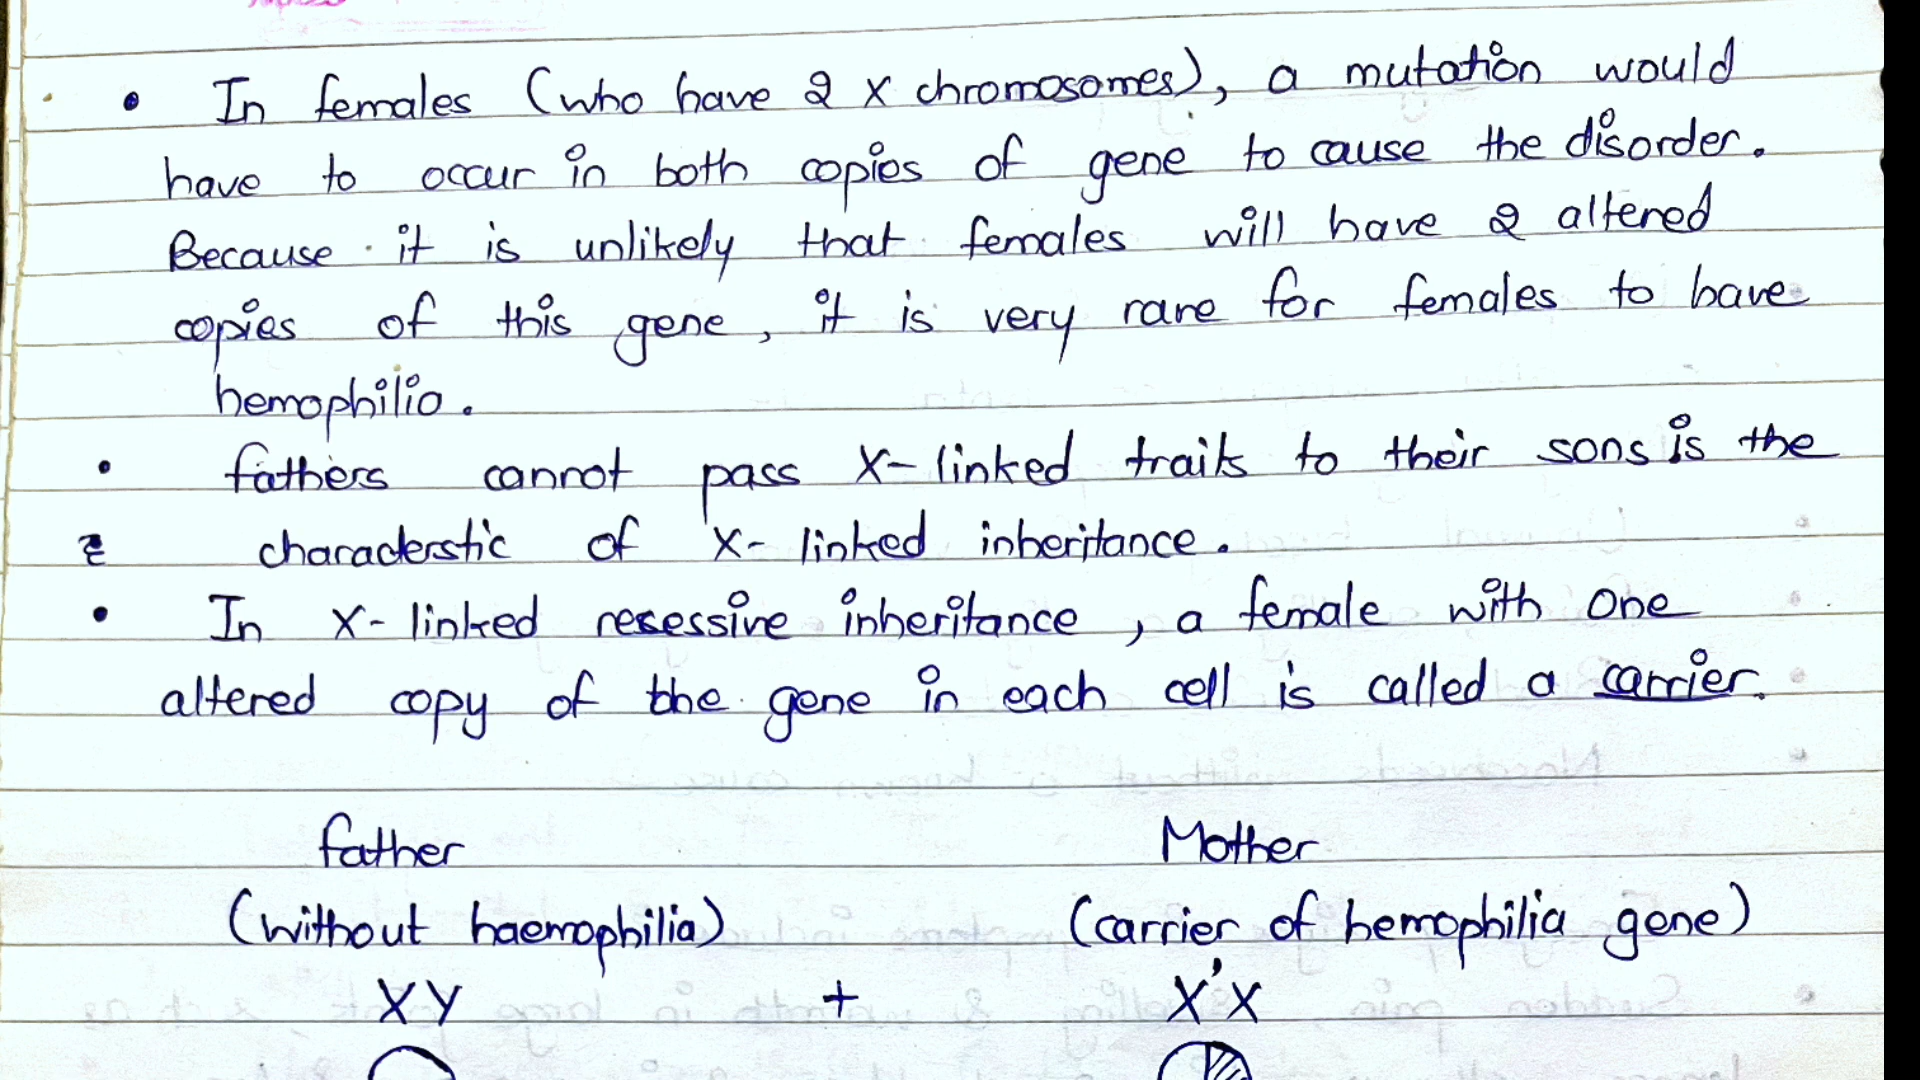 • In females (who have 2 X chromosomes), a mutation would
have to occur in both copies of gene to cause the disorder.
Because it is unlikely that females will have 2 altered
copies of this gene, it is very rare for females to have
hemophilia.
• fathers cannot pass X-linked traits to their sons is the
characterstic of X-linked inheritance.
• In X-linked resessive inheritance, a female with one
altered copy of the gene in each cell is called a carrier.
father Mother
(without haemophilia) (carrier of hemophilia gene)
XY + X'X